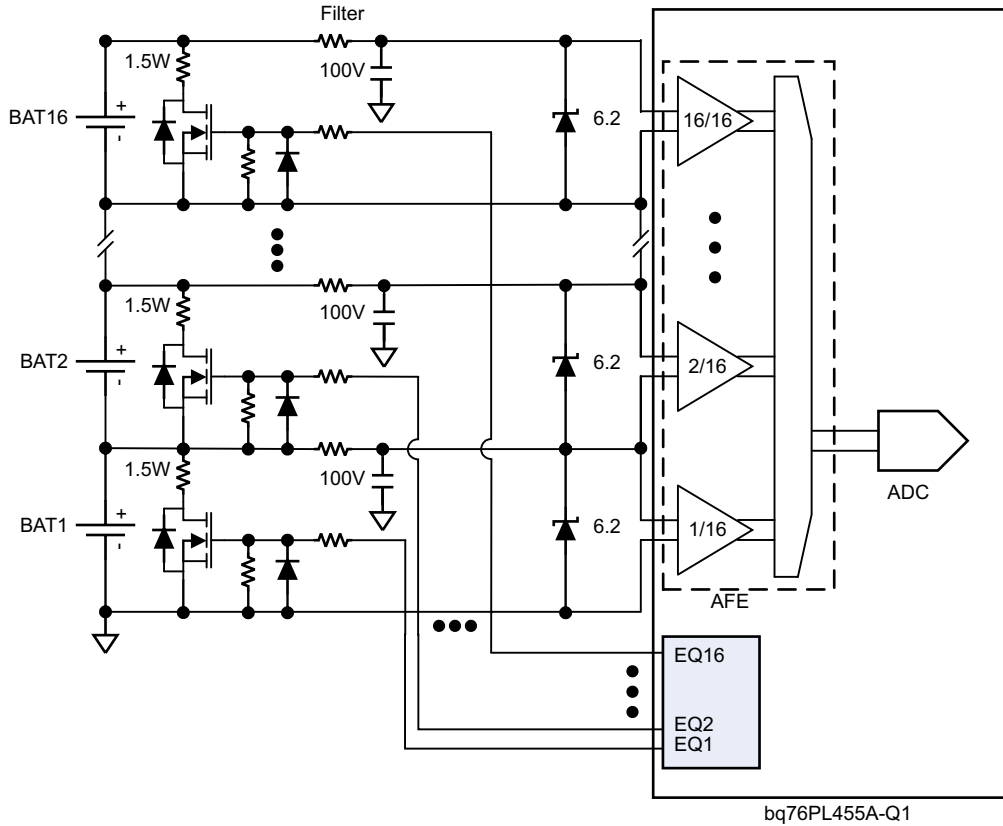 Filter
1.5W
100V
BAT16
+
-
6.2
16/16
1.5W
100V
BAT2
+
-
6.2
2/16
1.5W
100V
BAT1
+
-
6.2
1/16
ADC
AFE
EQ16
EQ2
EQ1
bq76PL455A-Q1